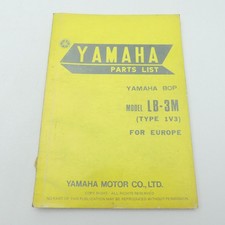 YAMAHA
PARTS LIST
YAMAHA BOP
MODEL LB-3M
(TYPE 1V3)
FOR EUROPE
YAMAHA MOTOR CO., LTD.